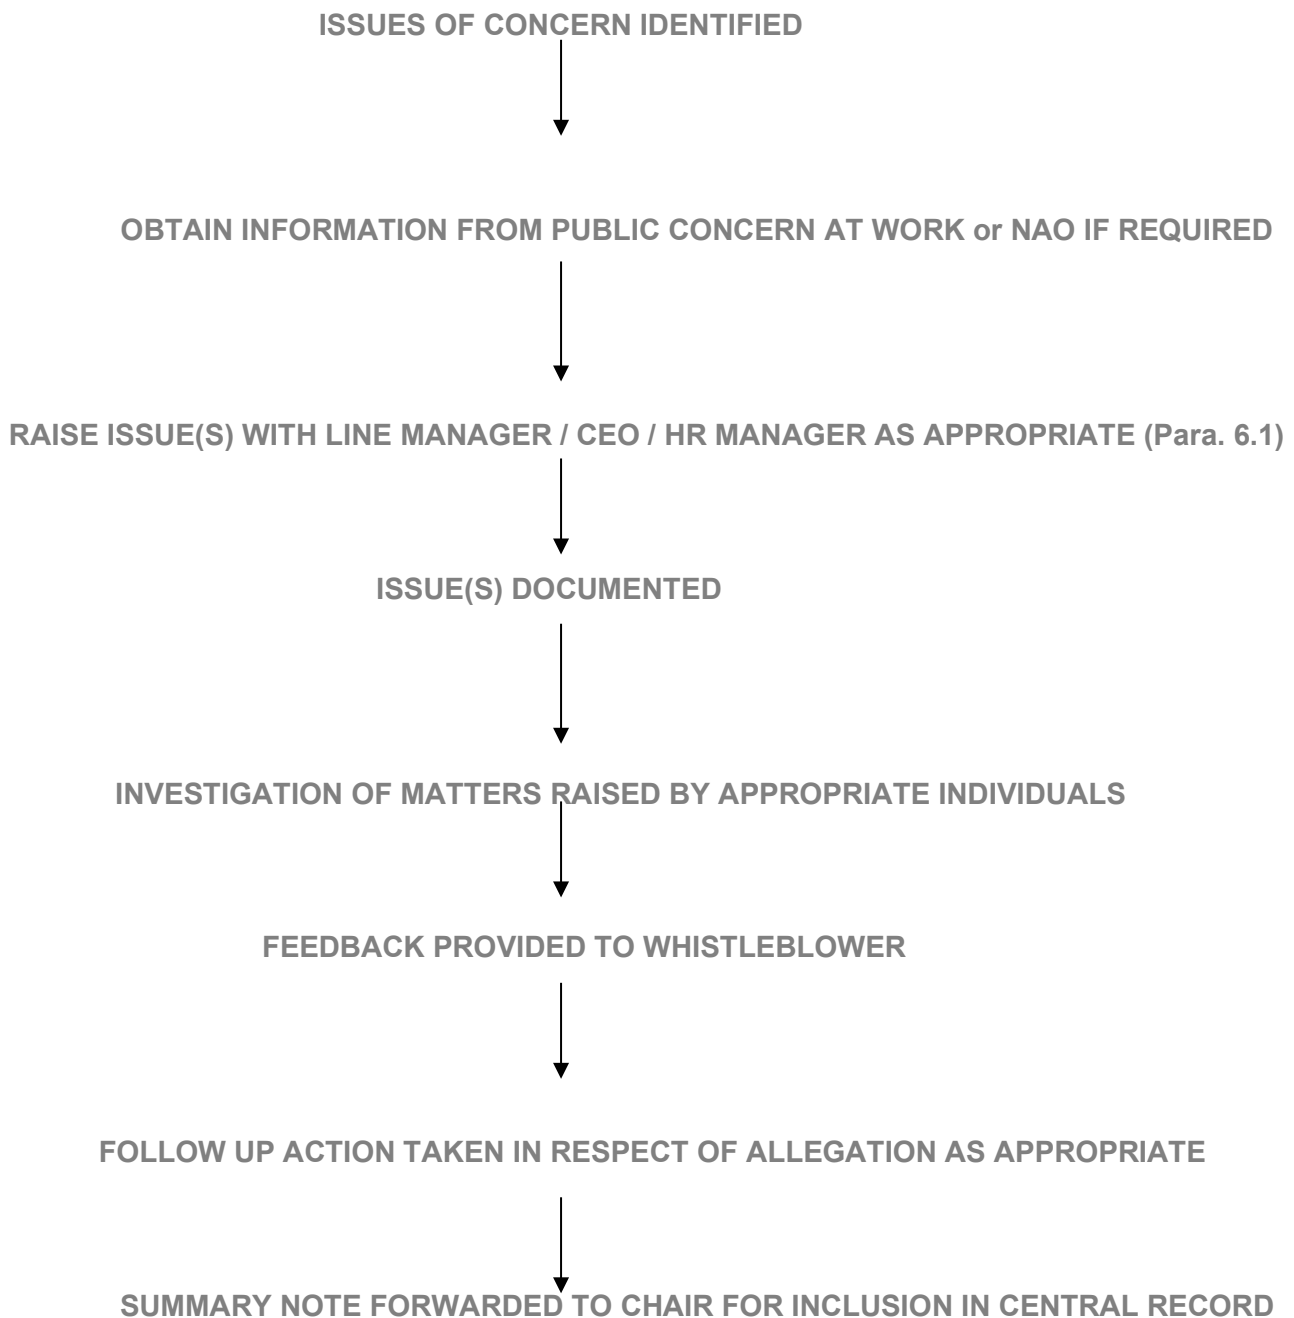 ISSUES OF CONCERN IDENTIFIED
OBTAIN INFORMATION FROM PUBLIC CONCERN AT WORK or NAO IF REQUIRED
RAISE ISSUE(S) WITH LINE MANAGER / CEO / HR MANAGER AS APPROPRIATE (Para. 6.1)
ISSUE(S) DOCUMENTED
INVESTIGATION OF MATTERS RAISED BY APPROPRIATE INDIVIDUALS
FEEDBACK PROVIDED TO WHISTLEBLOWER
FOLLOW UP ACTION TAKEN IN RESPECT OF ALLEGATION AS APPROPRIATE
SUMMARY NOTE FORWARDED TO CHAIR FOR INCLUSION IN CENTRAL RECORD